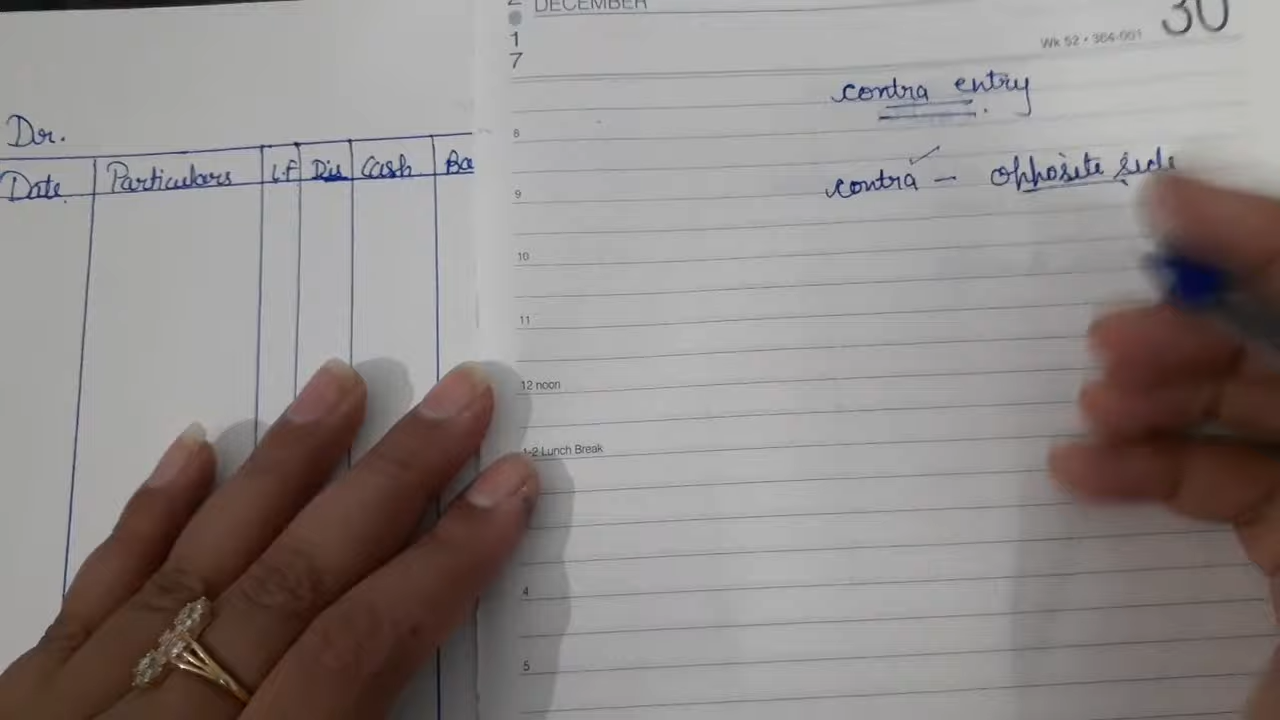 Dr.
Date Particulars L.F Dis Cash Ba
DECEMBER
30
Wk 52 • 364-001
1
7
contra entry
8
contra – opposite side
9
10
11
12 noon
1-2 Lunch Break
4
5